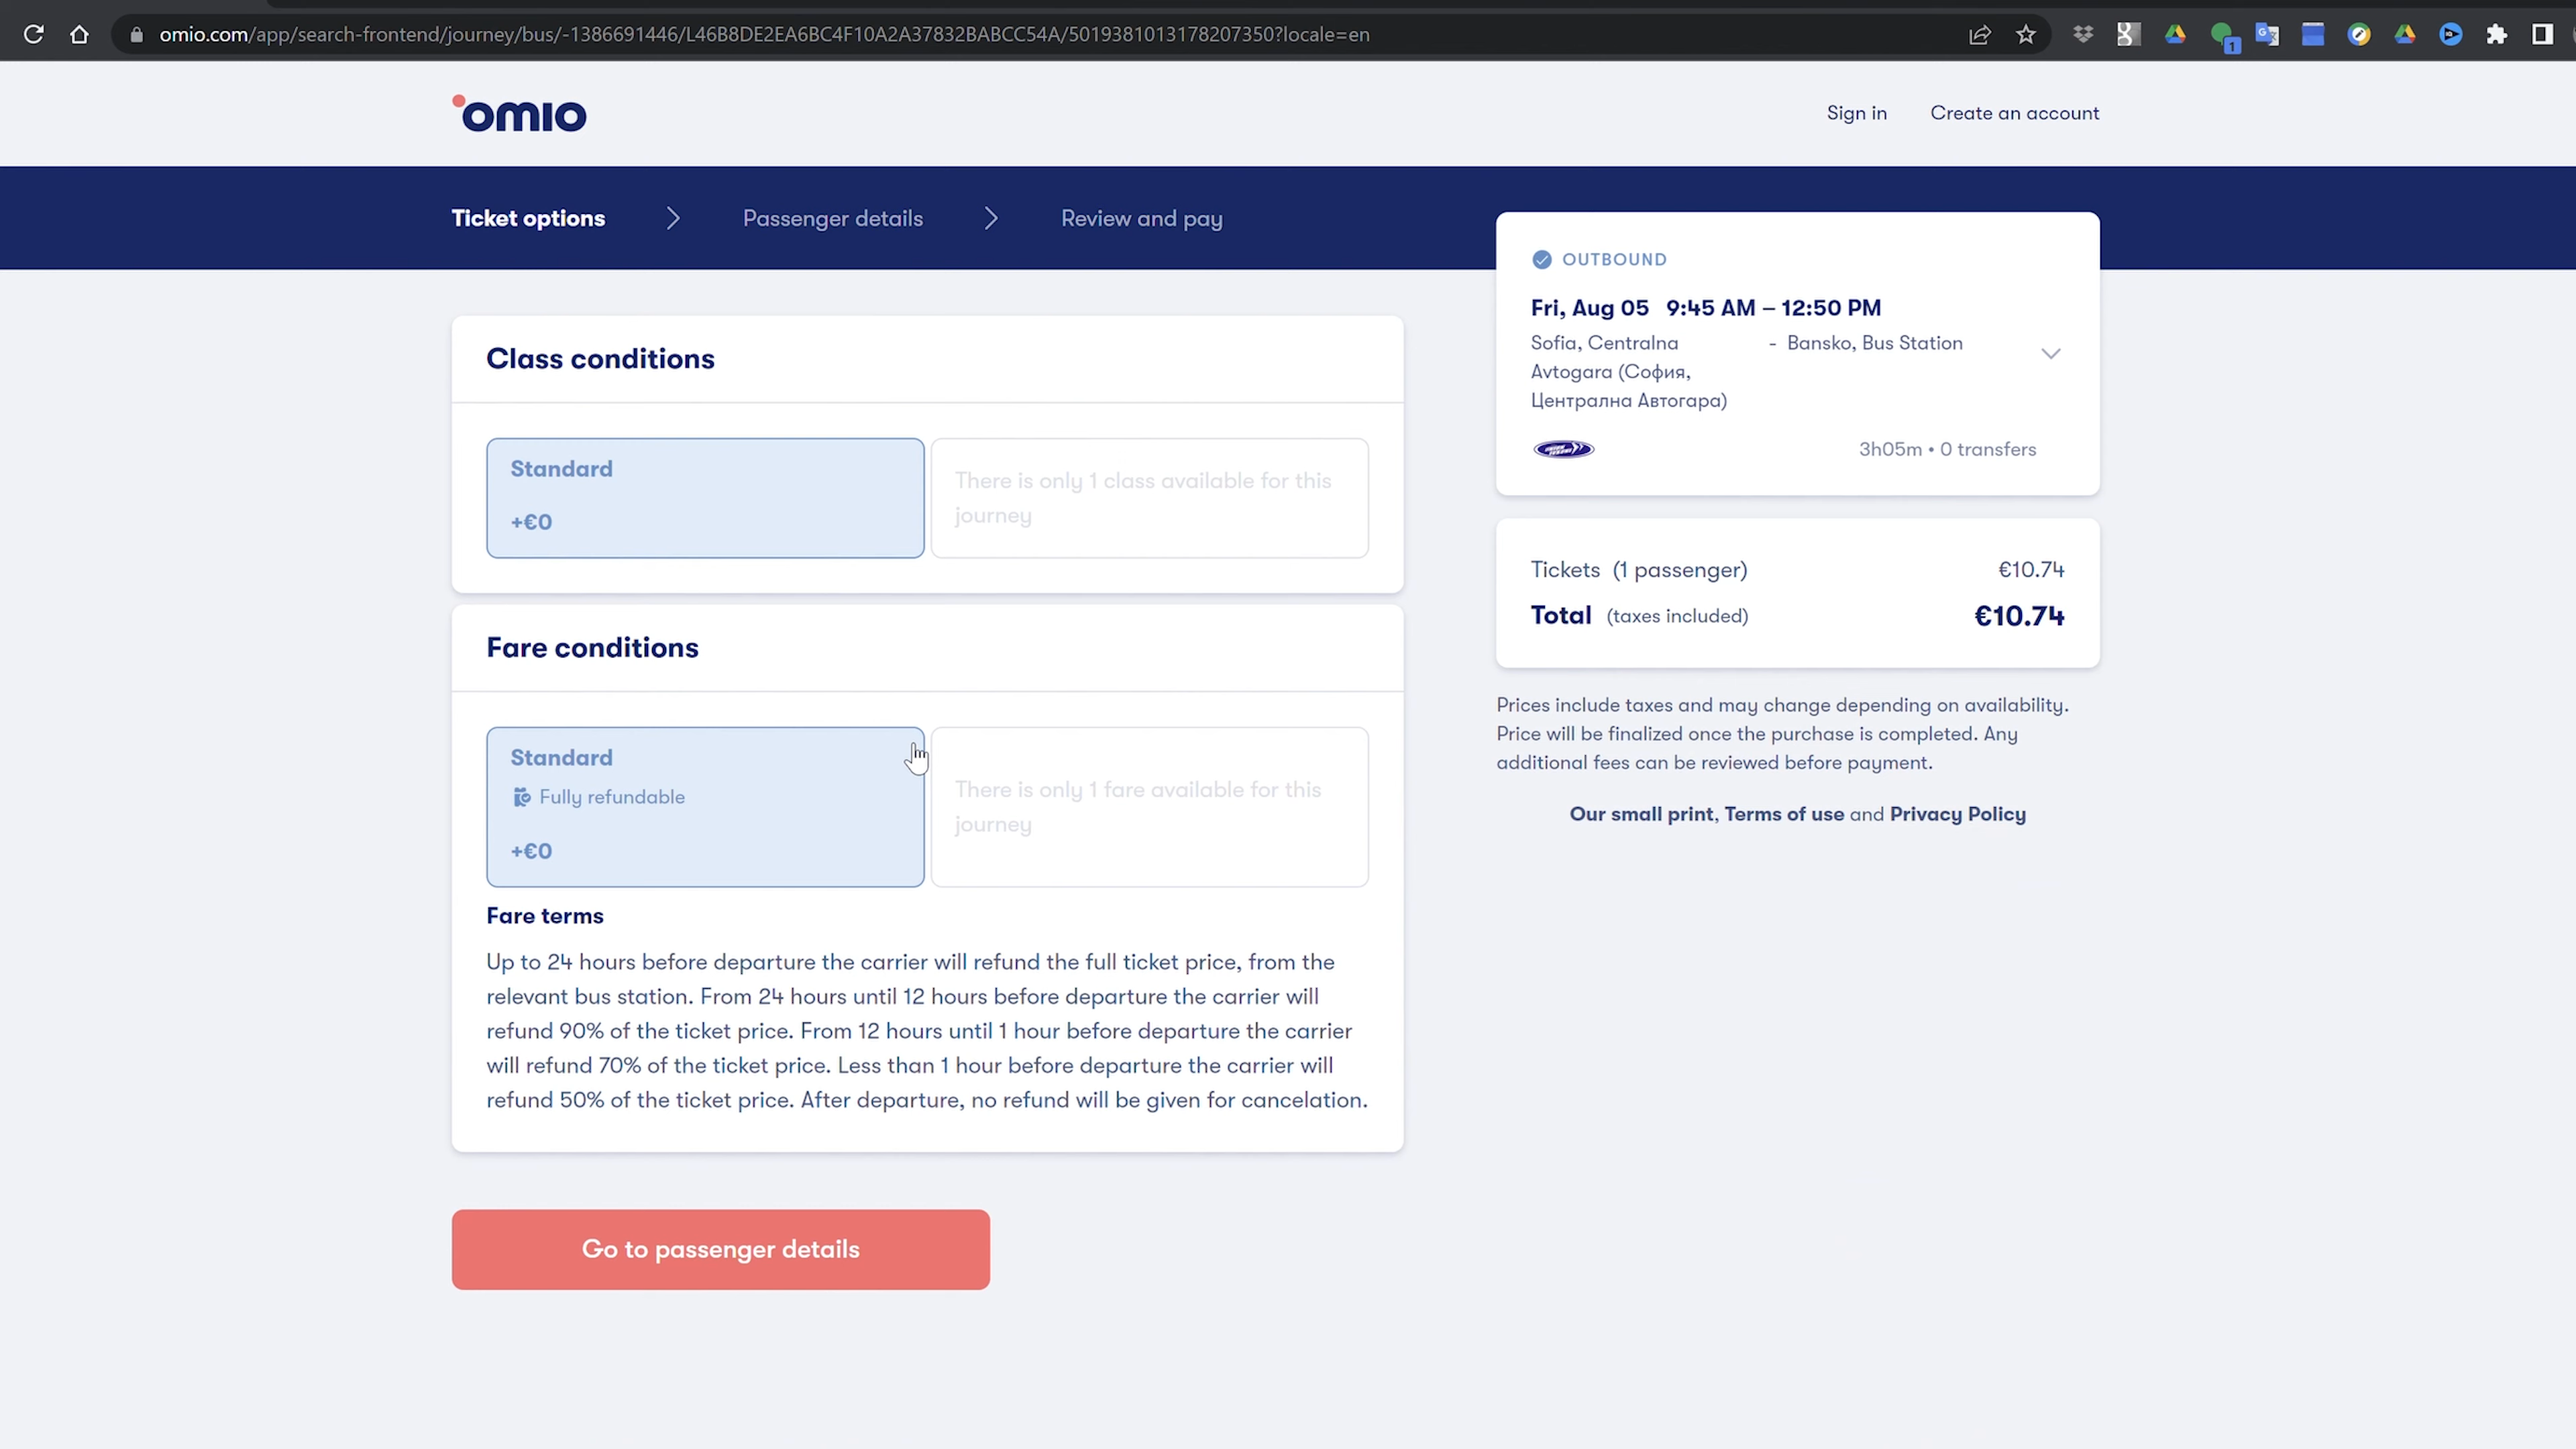 omio.com/app/search-frontend/journey/bus/-1386691446/L46B8DE2EA6BC4F10A2A37832BABCC54A/5019381013178207350?locale=en
1
omio
Sign in
Create an account
Ticket options
Passenger details
Review and pay
Class conditions
Standard
+€0
There is only 1 class available for this
journey
Fare conditions
Standard
Fully refundable
+€0
There is only 1 fare available for this
journey
Fare terms
Up to 24 hours before departure the carrier will refund the full ticket price, from the
relevant bus station. From 24 hours until 12 hours before departure the carrier will
refund 90% of the ticket price. From 12 hours until 1 hour before departure the carrier
will refund 70% of the ticket price. Less than 1 hour before departure the carrier will
refund 50% of the ticket price. After departure, no refund will be given for cancelation.
Go to passenger details
OUTBOUND
Fri, Aug 05 9:45 AM – 12:50 PM
Sofia, Centralna - Bansko, Bus Station
Avtogara (София,
Централна Автогара)
3h05m • 0 transfers
Tickets (1 passenger) €10.74
Total (taxes included) €10.74
Prices include taxes and may change depending on availability.
Price will be finalized once the purchase is completed. Any
additional fees can be reviewed before payment.
Our small print, Terms of use and Privacy Policy